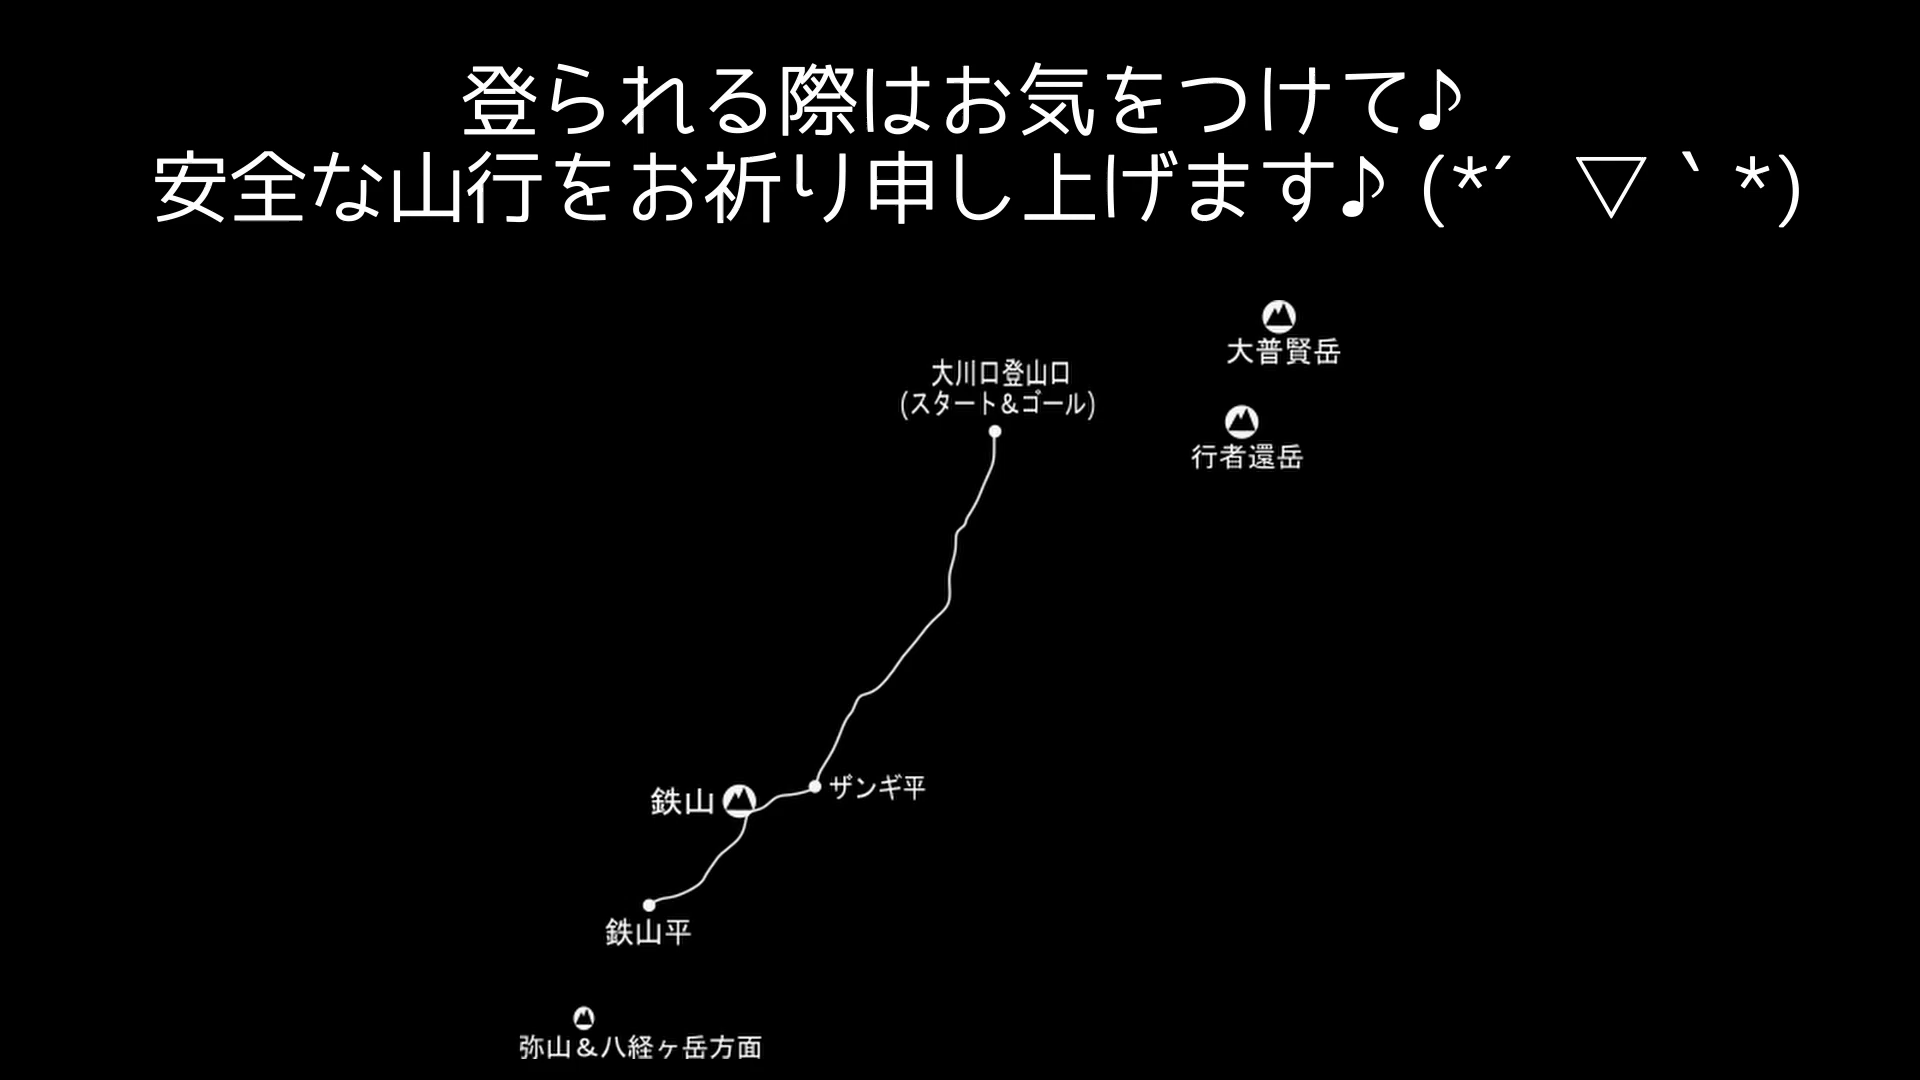 登られる際はお気をつけて♪
安全な山行をお祈り申し上げます♪ (*´ ▽ ` *)
大普賢岳
大川口登山口
(スタート&ゴール)
行者還岳
ザンギ平
鉄山
鉄山平
弥山&八経ヶ岳方面